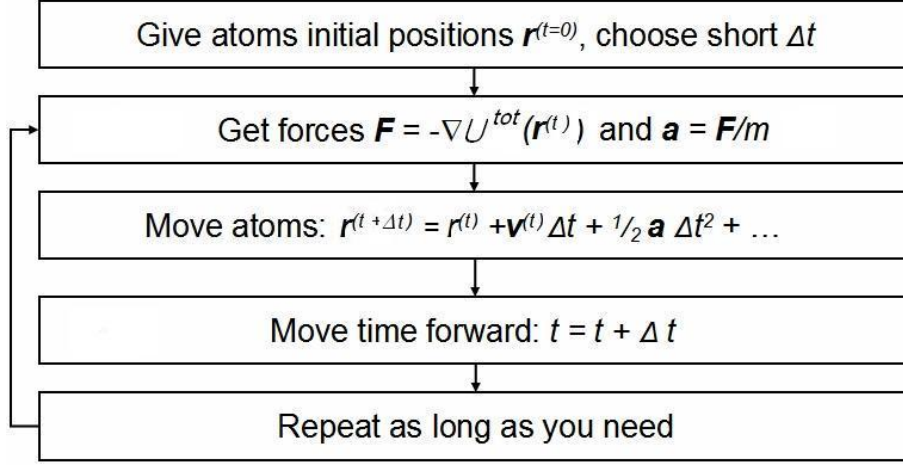 Give atoms initial positions r⁽ᵗ⁼⁰⁾, choose short Δt
Get forces F = -∇U ᵗᵒᵗ(r⁽ᵗ⁾) and a = F/m
Move atoms: r⁽ᵗ ⁺Δᵗ⁾ = r⁽ᵗ⁾ +v⁽ᵗ⁾ Δt + ¹/₂ a Δt² + …
Move time forward: t = t + Δ t
Repeat as long as you need